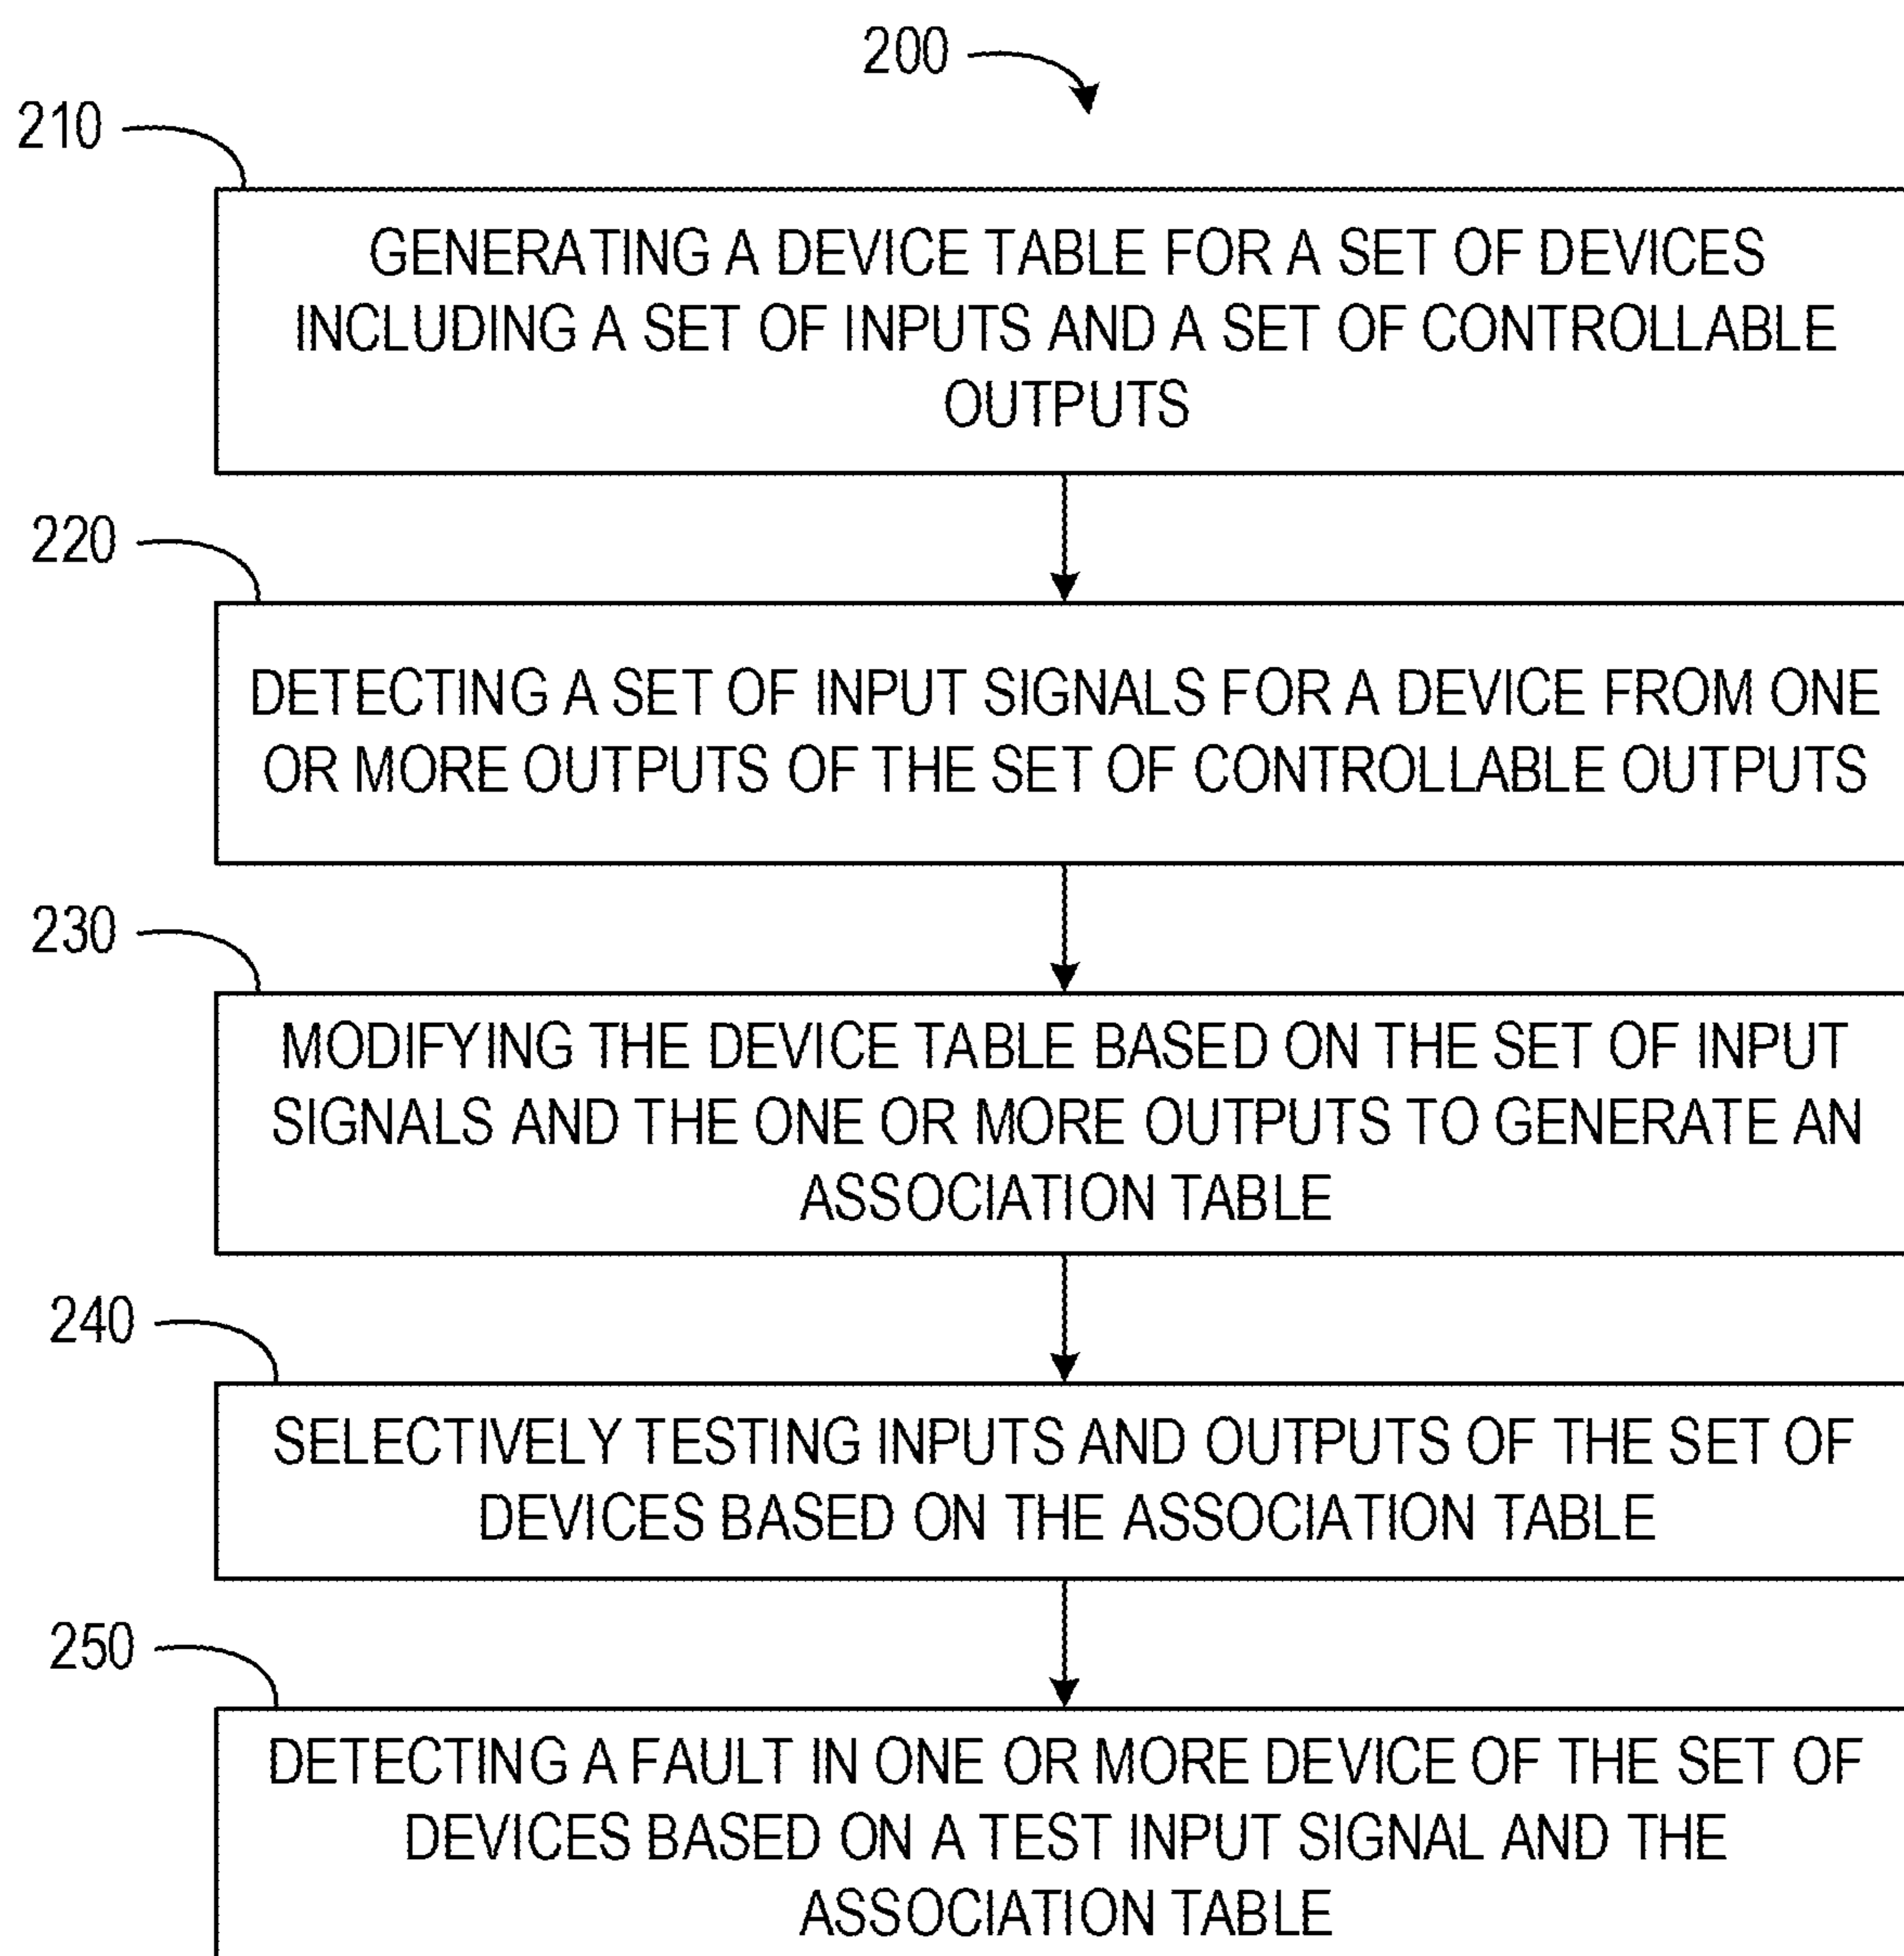 200
210
GENERATING A DEVICE TABLE FOR A SET OF DEVICES
INCLUDING A SET OF INPUTS AND A SET OF CONTROLLABLE
OUTPUTS
220
DETECTING A SET OF INPUT SIGNALS FOR A DEVICE FROM ONE
OR MORE OUTPUTS OF THE SET OF CONTROLLABLE OUTPUTS
230
MODIFYING THE DEVICE TABLE BASED ON THE SET OF INPUT
SIGNALS AND THE ONE OR MORE OUTPUTS TO GENERATE AN
ASSOCIATION TABLE
240
SELECTIVELY TESTING INPUTS AND OUTPUTS OF THE SET OF
DEVICES BASED ON THE ASSOCIATION TABLE
250
DETECTING A FAULT IN ONE OR MORE DEVICE OF THE SET OF
DEVICES BASED ON A TEST INPUT SIGNAL AND THE
ASSOCIATION TABLE